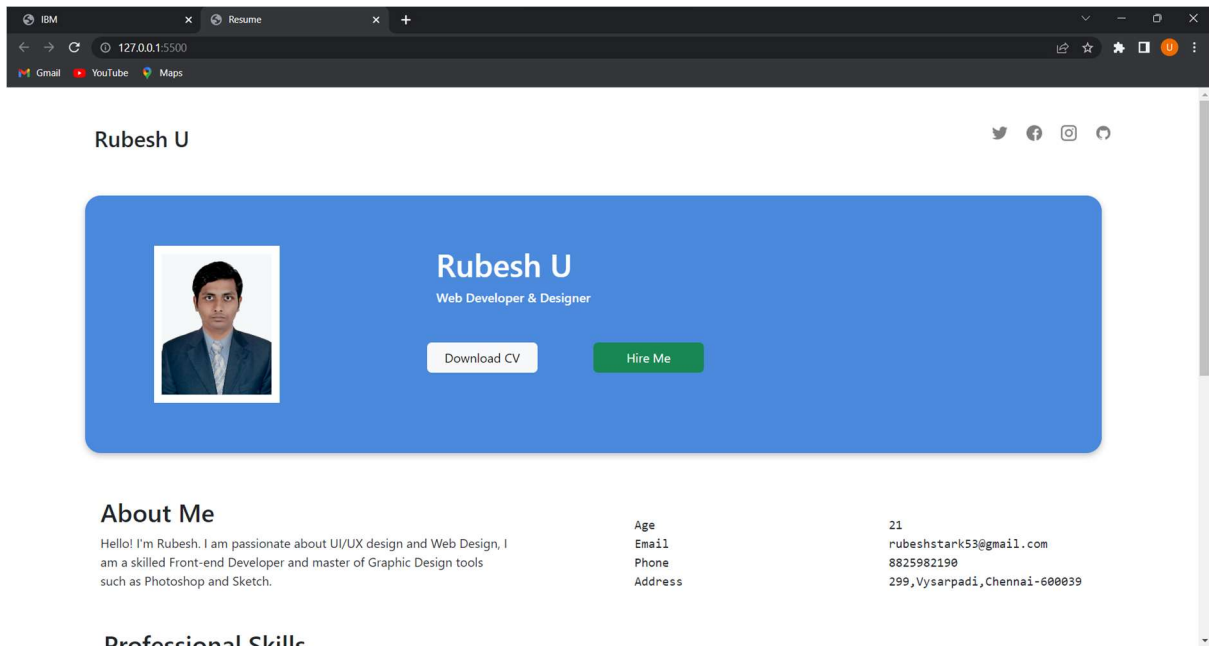 IBM
Resume
127.0.0.1:5500
U
Gmail
YouTube
Maps
Rubesh U
Rubesh U
Web Developer & Designer
Download CV
Hire Me
About Me
Hello! I'm Rubesh. I am passionate about UI/UX design and Web Design, I
am a skilled Front-end Developer and master of Graphic Design tools
such as Photoshop and Sketch.
Age 21
Email rubeshstark53@gmail.com
Phone 8825982190
Address 299,Vysarpadi,Chennai-600039
Professional Skills